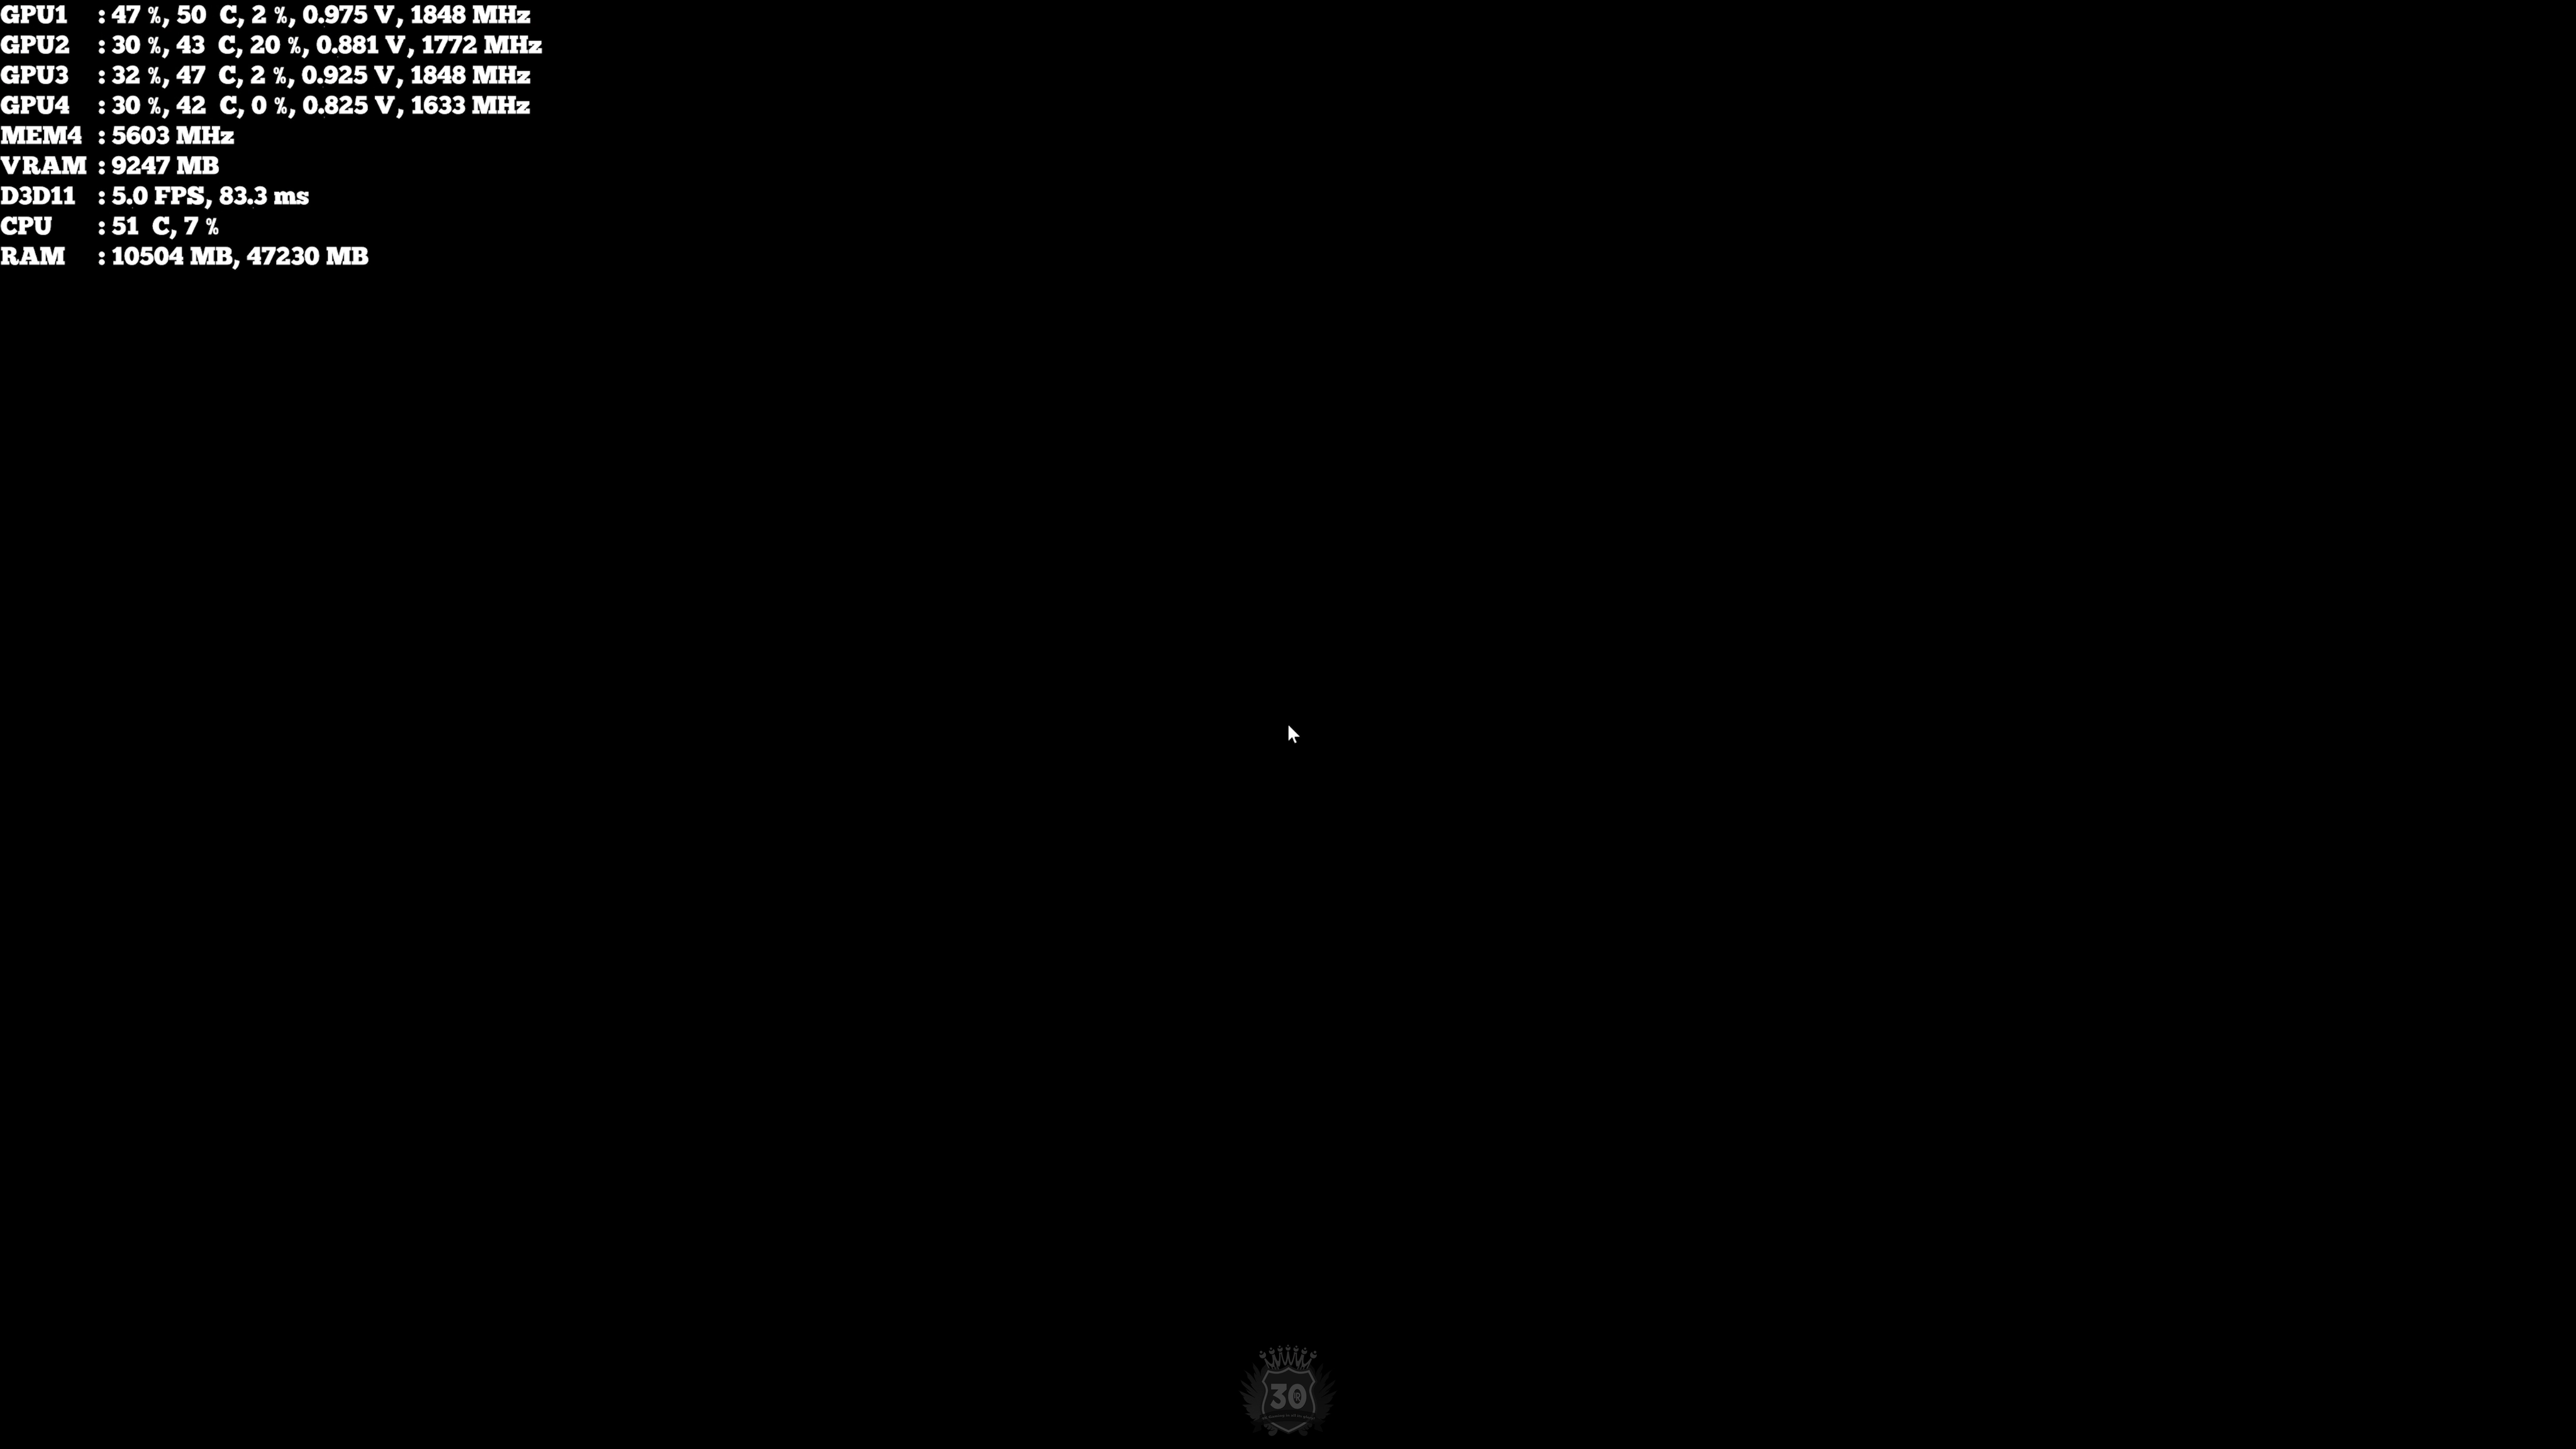 GPU1 : 47 %, 50 C, 2 %, 0.975 V, 1848 MHz
GPU2 : 30 %, 43 C, 20 %, 0.881 V, 1772 MHz
GPU3 : 32 %, 47 C, 2 %, 0.925 V, 1848 MHz
GPU4 : 30 %, 42 C, 0 %, 0.825 V, 1633 MHz
MEM4 : 5603 MHz
VRAM : 9247 MB
D3D11 : 5.0 FPS, 83.3 ms
CPU : 51 C, 7 %
RAM : 10504 MB, 47230 MB
30